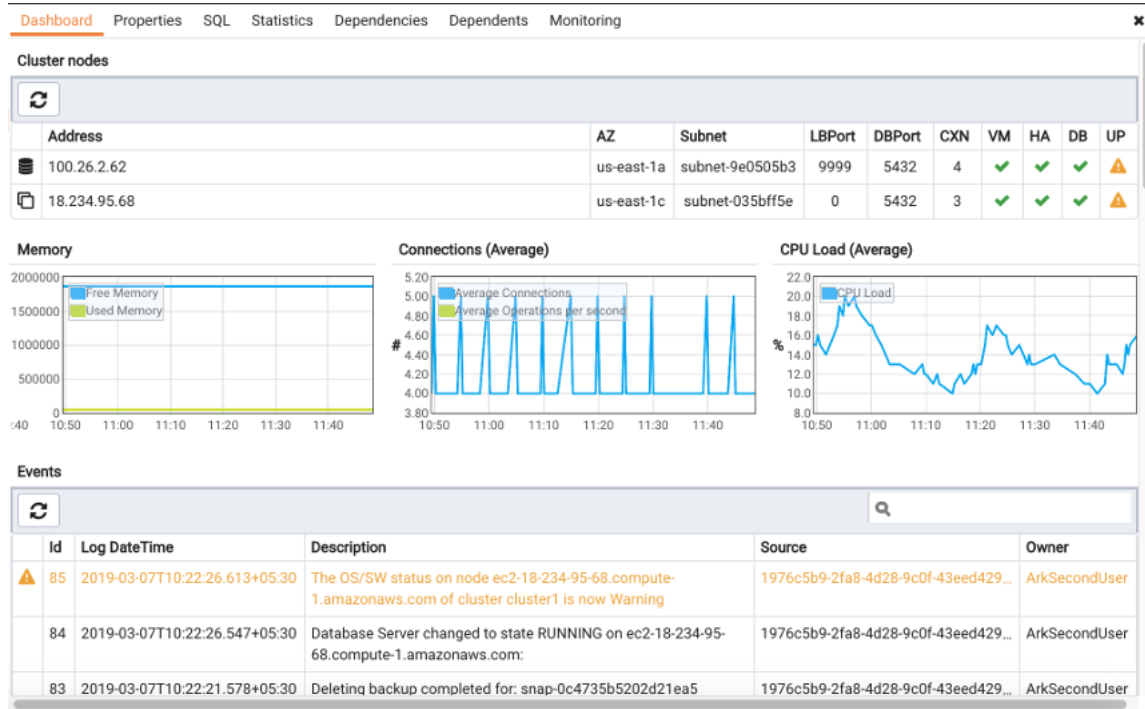 Dashboard Properties SQL Statistics Dependencies Dependents Monitoring
Cluster nodes
Address AZ Subnet LBPort DBPort CXN VM HA DB UP
100.26.2.62 us-east-1a subnet-9e0505b3 9999 5432 4
18.234.95.68 us-east-1c subnet-035bff5e 0 5432 3
Memory
2000000
1500000
1000000
500000
0
Free Memory
Used Memory
:40 10:50 11:00 11:10 11:20 11:30 11:40
Connections (Average)
#
5.20
5.00
4.80
4.60
4.40
4.20
4.00
3.80
Average Connections
Average Operations per second
10:50 11:00 11:10 11:20 11:30 11:40
CPU Load (Average)
%
22.0
20.0
18.0
16.0
14.0
12.0
10.0
8.0
CPU Load
10:50 11:00 11:10 11:20 11:30 11:40
Events
Id Log DateTime Description Source Owner
85 2019-03-07T10:22:26.613+05:30 The OS/SW status on node ec2-18-234-95-68.compute- 1976c5b9-2fa8-4d28-9c0f-43eed429... ArkSecondUser
1.amazonaws.com of cluster cluster1 is now Warning
84 2019-03-07T10:22:26.547+05:30 Database Server changed to state RUNNING on ec2-18-234-95- 1976c5b9-2fa8-4d28-9c0f-43eed429... ArkSecondUser
68.compute-1.amazonaws.com:
83 2019-03-07T10:22:21.578+05:30 Deleting backup completed for: snap-0c4735b5202d21ea5 1976c5b9-2fa8-4d28-9c0f-43eed429... ArkSecondUser